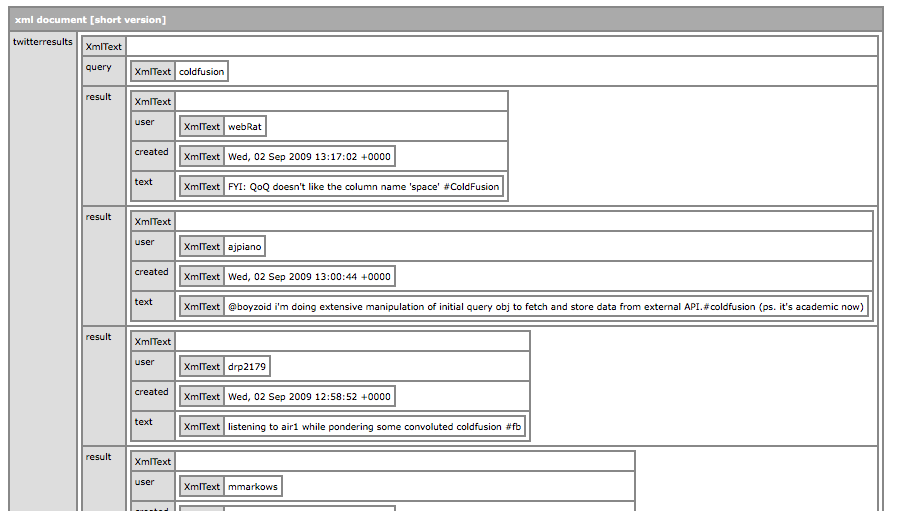 xml document [short version]
twitterresults XmlText
query XmlText coldfusion
result XmlText
user XmlText webRat
created XmlText Wed, 02 Sep 2009 13:17:02 +0000
text XmlText FYI: QoQ doesn't like the column name 'space' #ColdFusion
result XmlText
user XmlText ajpiano
created XmlText Wed, 02 Sep 2009 13:00:44 +0000
text XmlText @boyzoid i'm doing extensive manipulation of initial query obj to fetch and store data from external API.#coldfusion (ps. it's academic now)
result XmlText
user XmlText drp2179
created XmlText Wed, 02 Sep 2009 12:58:52 +0000
text XmlText listening to air1 while pondering some convoluted coldfusion #fb
result XmlText
user XmlText mmarkows
created